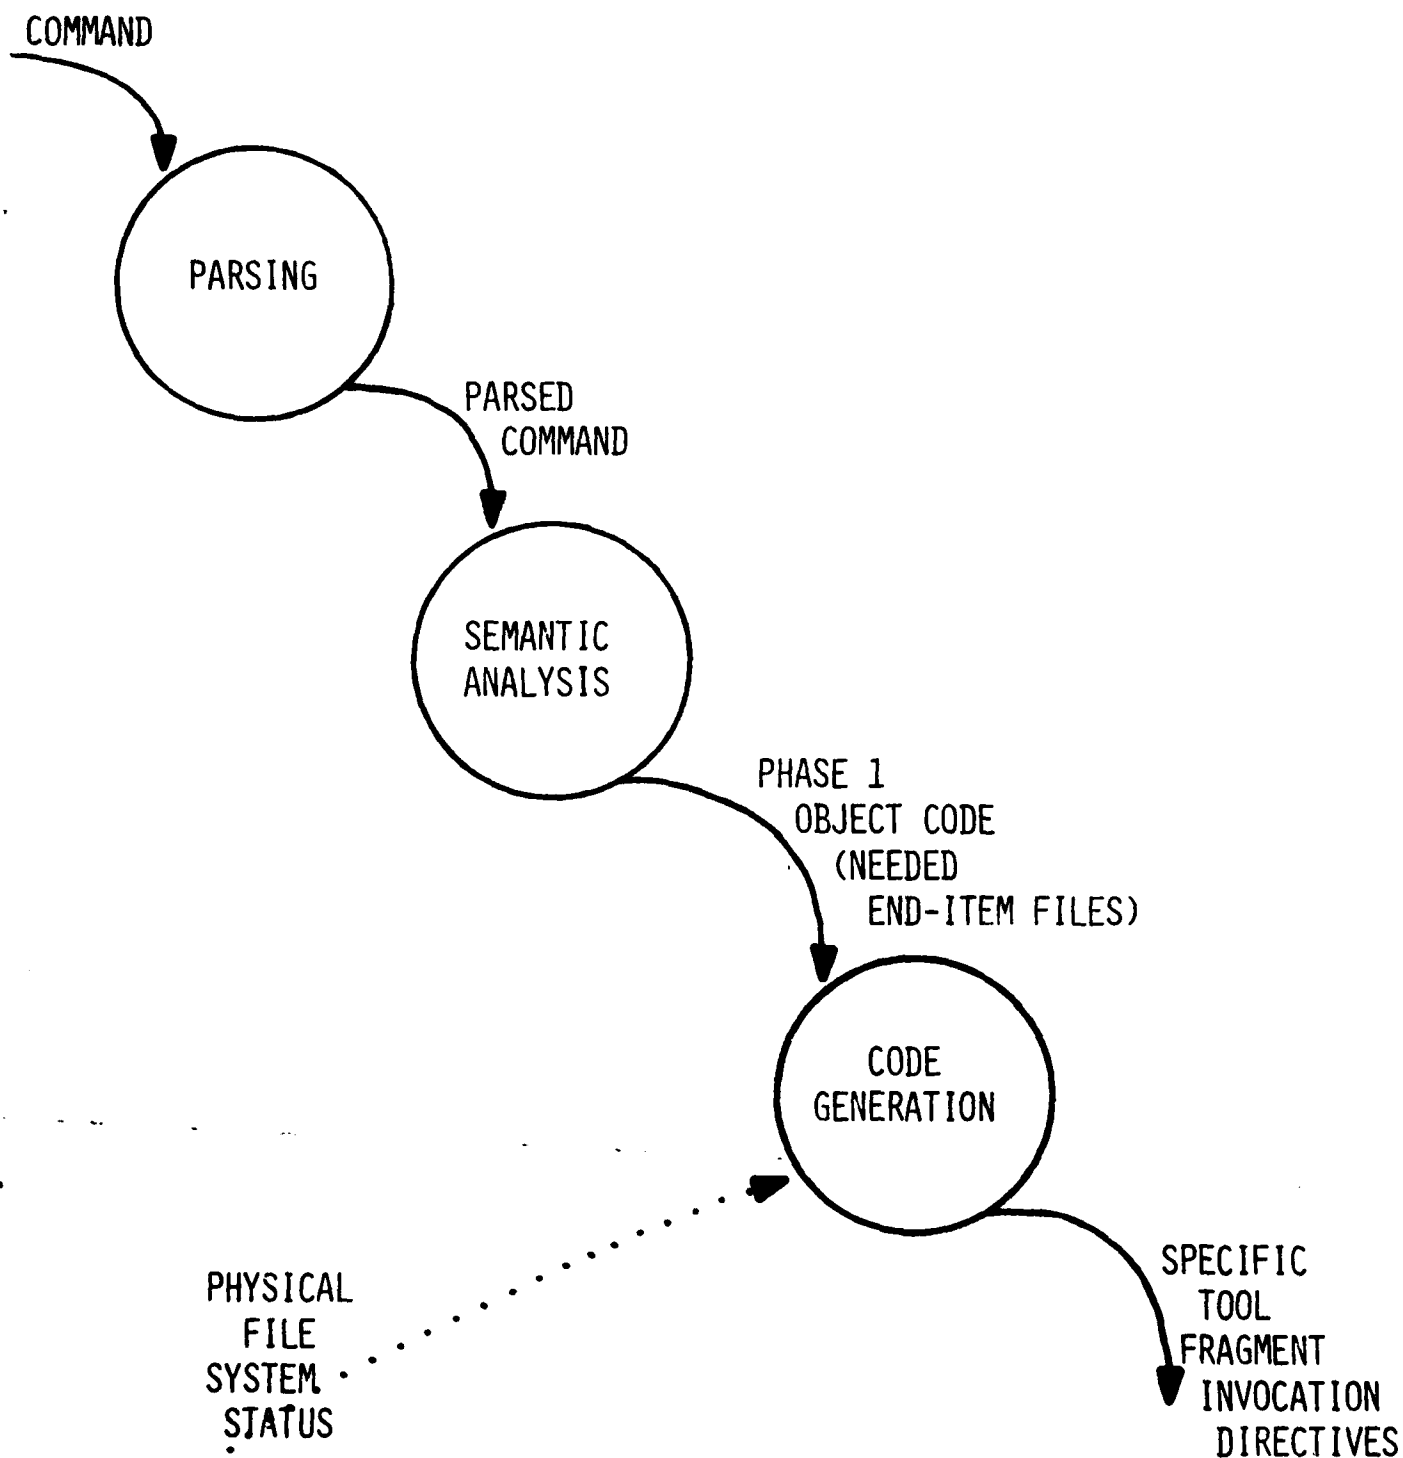 COMMAND
PARSING
PARSED
COMMAND
SEMANTIC
ANALYSIS
PHASE 1
OBJECT CODE
(NEEDED
END-ITEM FILES)
CODE
GENERATION
PHYSICAL
FILE
SYSTEM
STATUS
SPECIFIC
TOOL
FRAGMENT
INVOCATION
DIRECTIVES